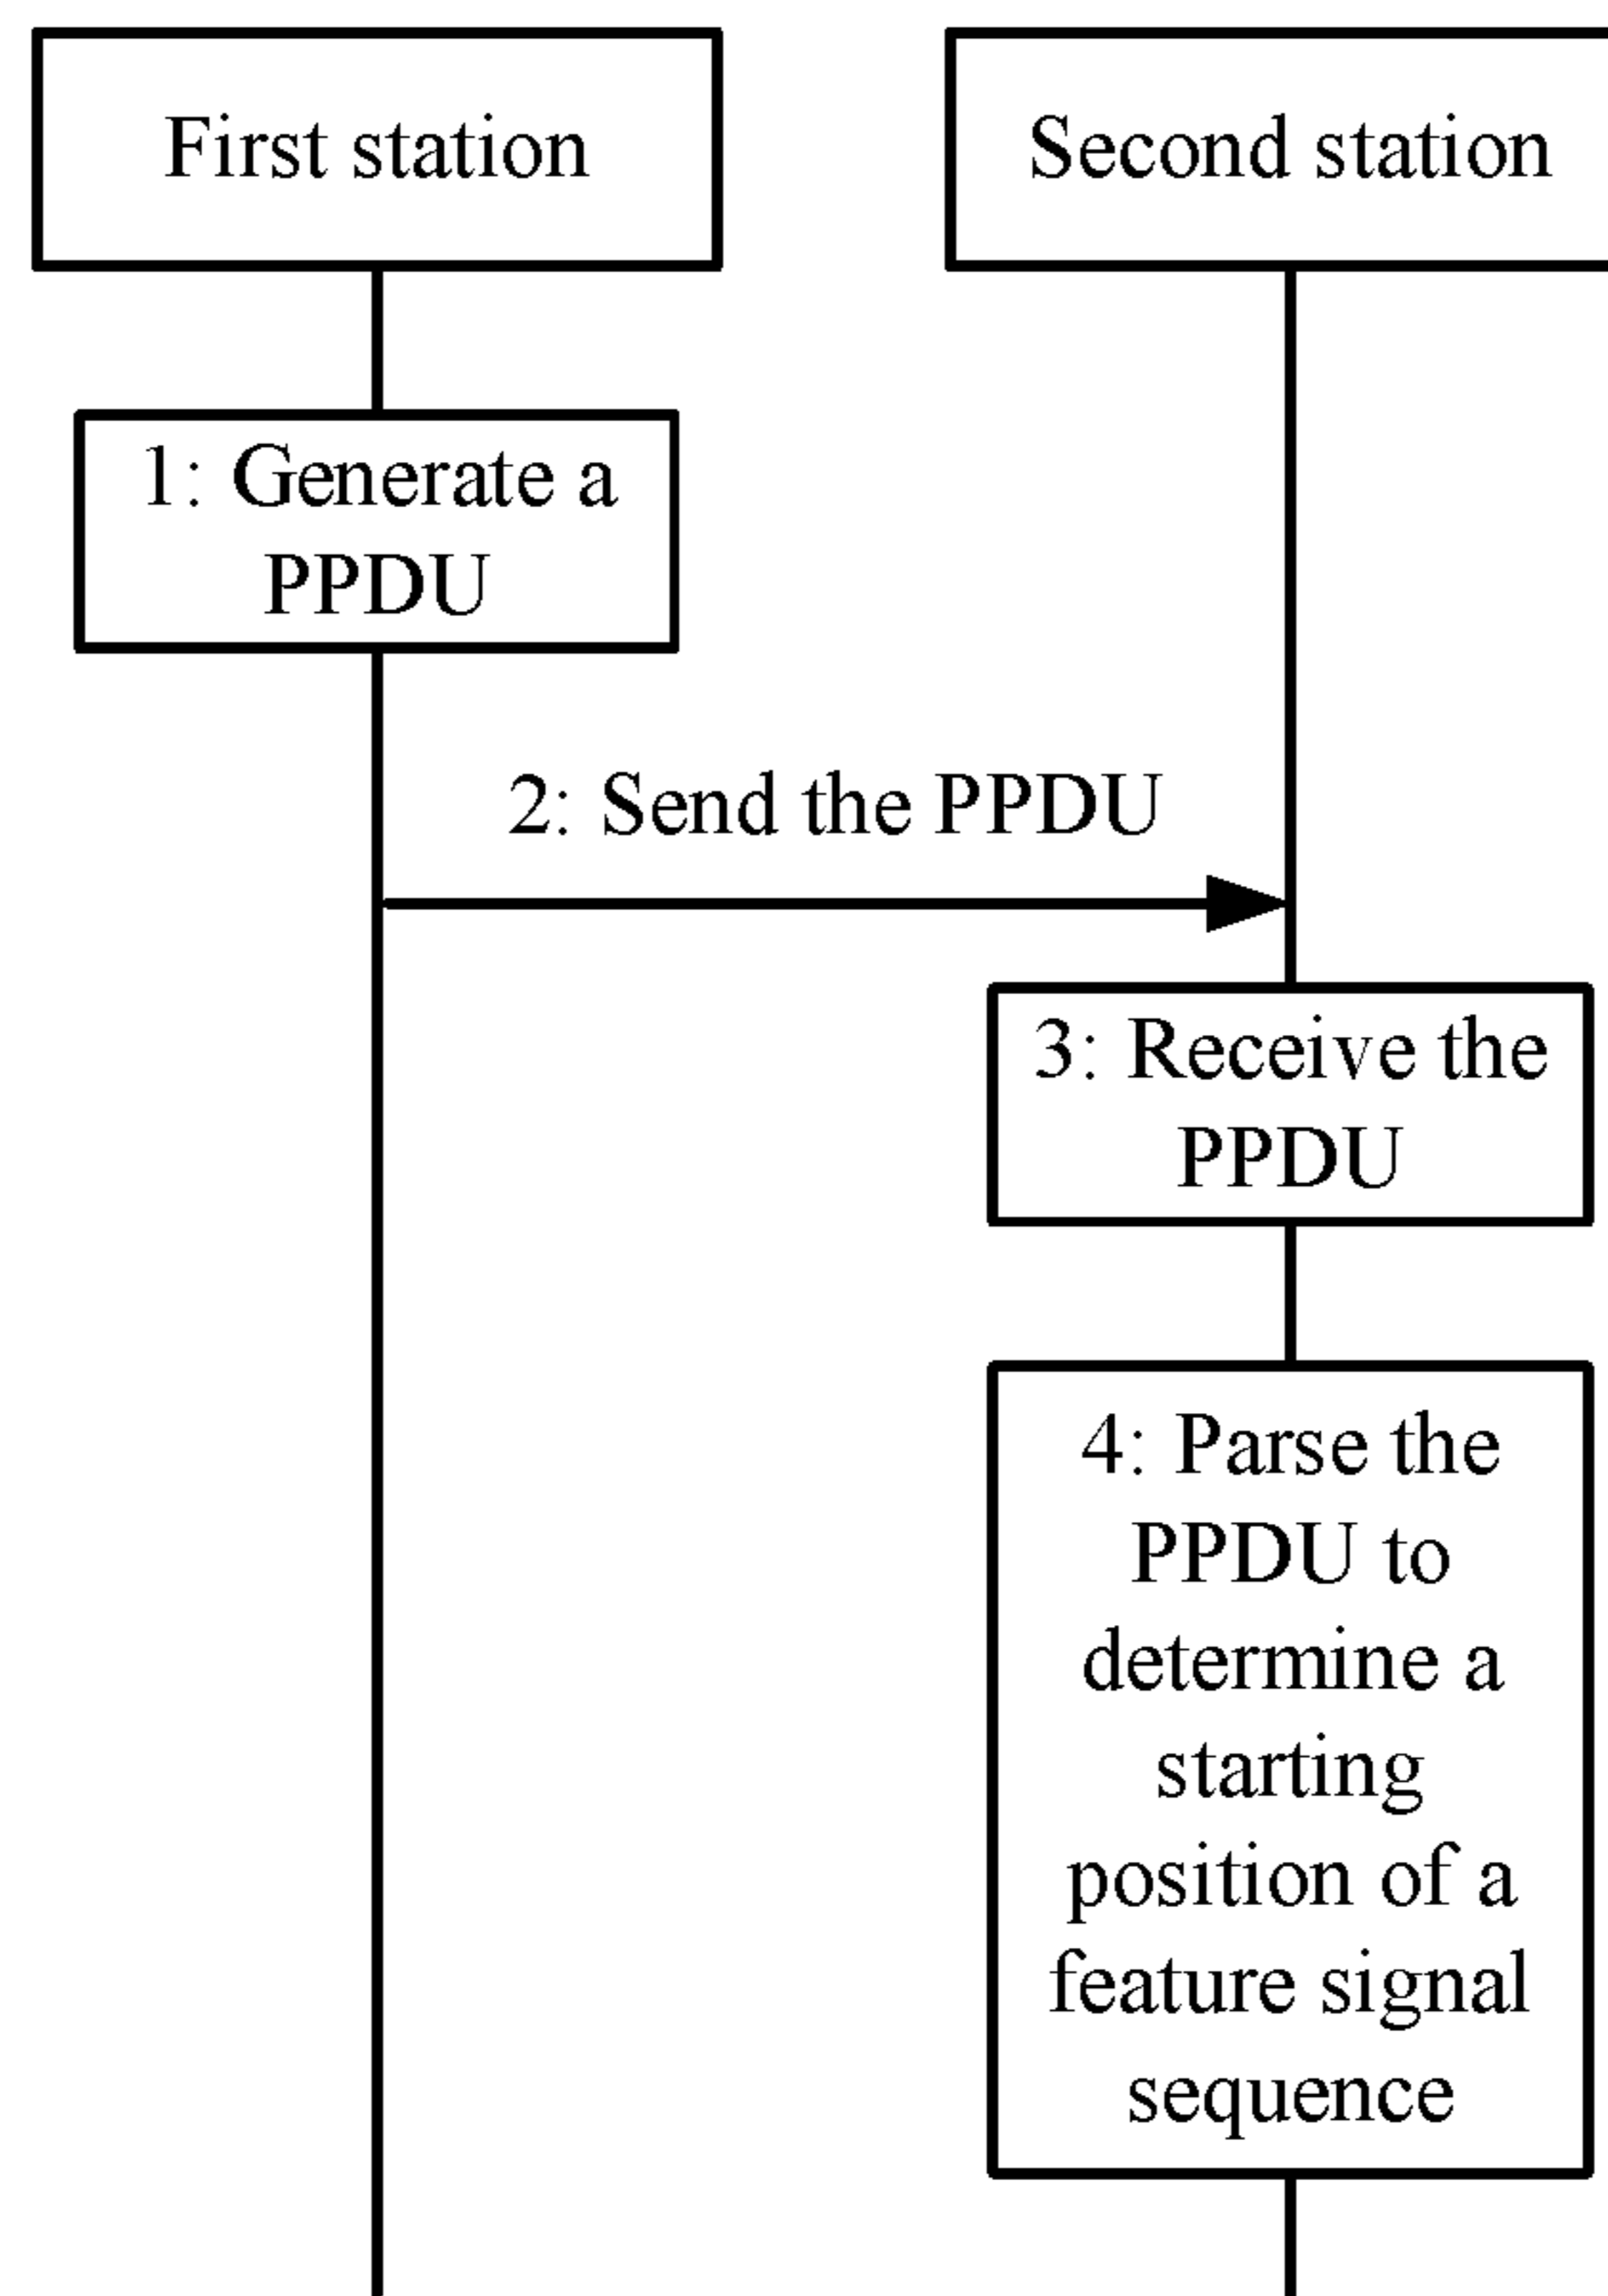 First station
Second station
1: Generate a
PPDU
2: Send the PPDU
3: Receive the
PPDU
4: Parse the
PPDU to
determine a
starting
position of a
feature signal
sequence